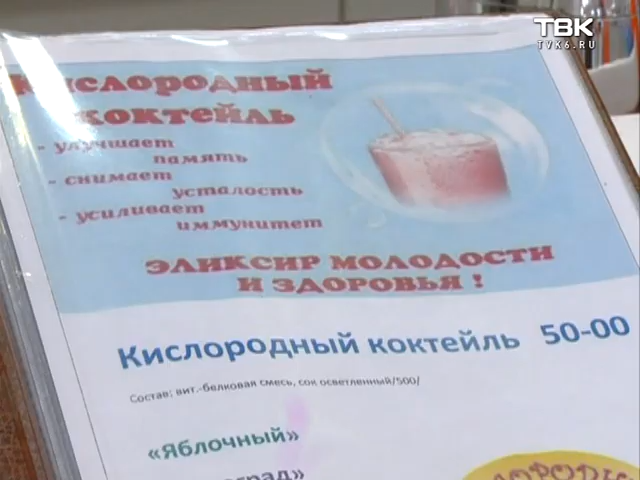 ТВК
TVK6.RU
Кислородный
коктейль
- улучшает
память
- снимает
усталость
- усиливает
иммунитет
ЭЛИКСИР МОЛОДОСТИ
И ЗДОРОВЬЯ !
Кислородный коктейль 50-00
Состав: вит.-белковая смесь, сок осветленный/500/
«Яблочный»